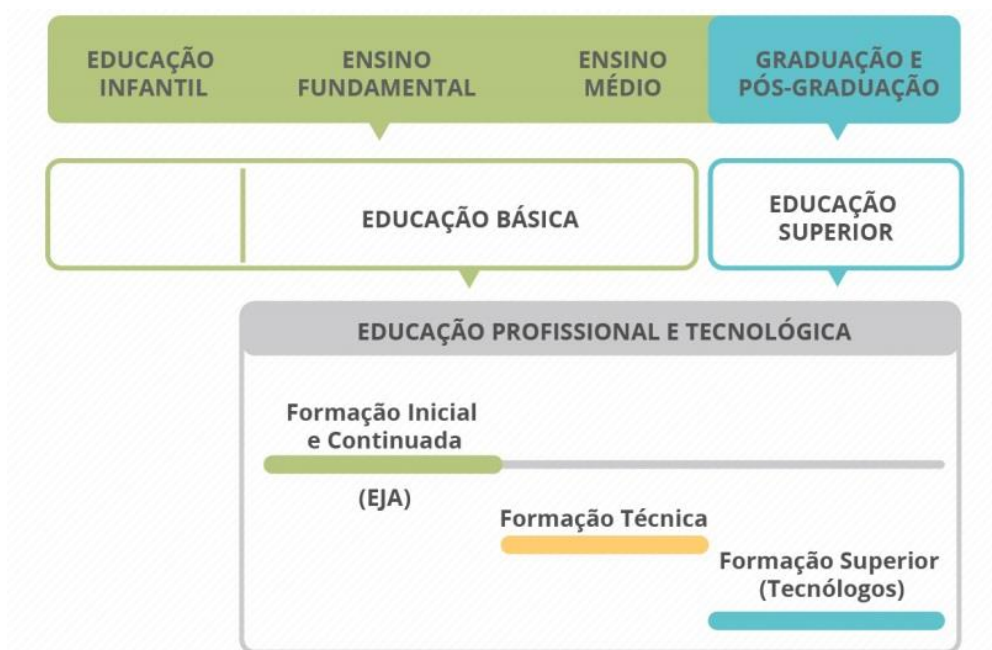 EDUCAÇÃO
INFANTIL
ENSINO
FUNDAMENTAL
ENSINO
MÉDIO
GRADUAÇÃO E
PÓS-GRADUAÇÃO
EDUCAÇÃO BÁSICA
EDUCAÇÃO
SUPERIOR
EDUCAÇÃO PROFISSIONAL E TECNOLÓGICA
Formação Inicial
e Continuada
(EJA)
Formação Técnica
Formação Superior
(Tecnólogos)